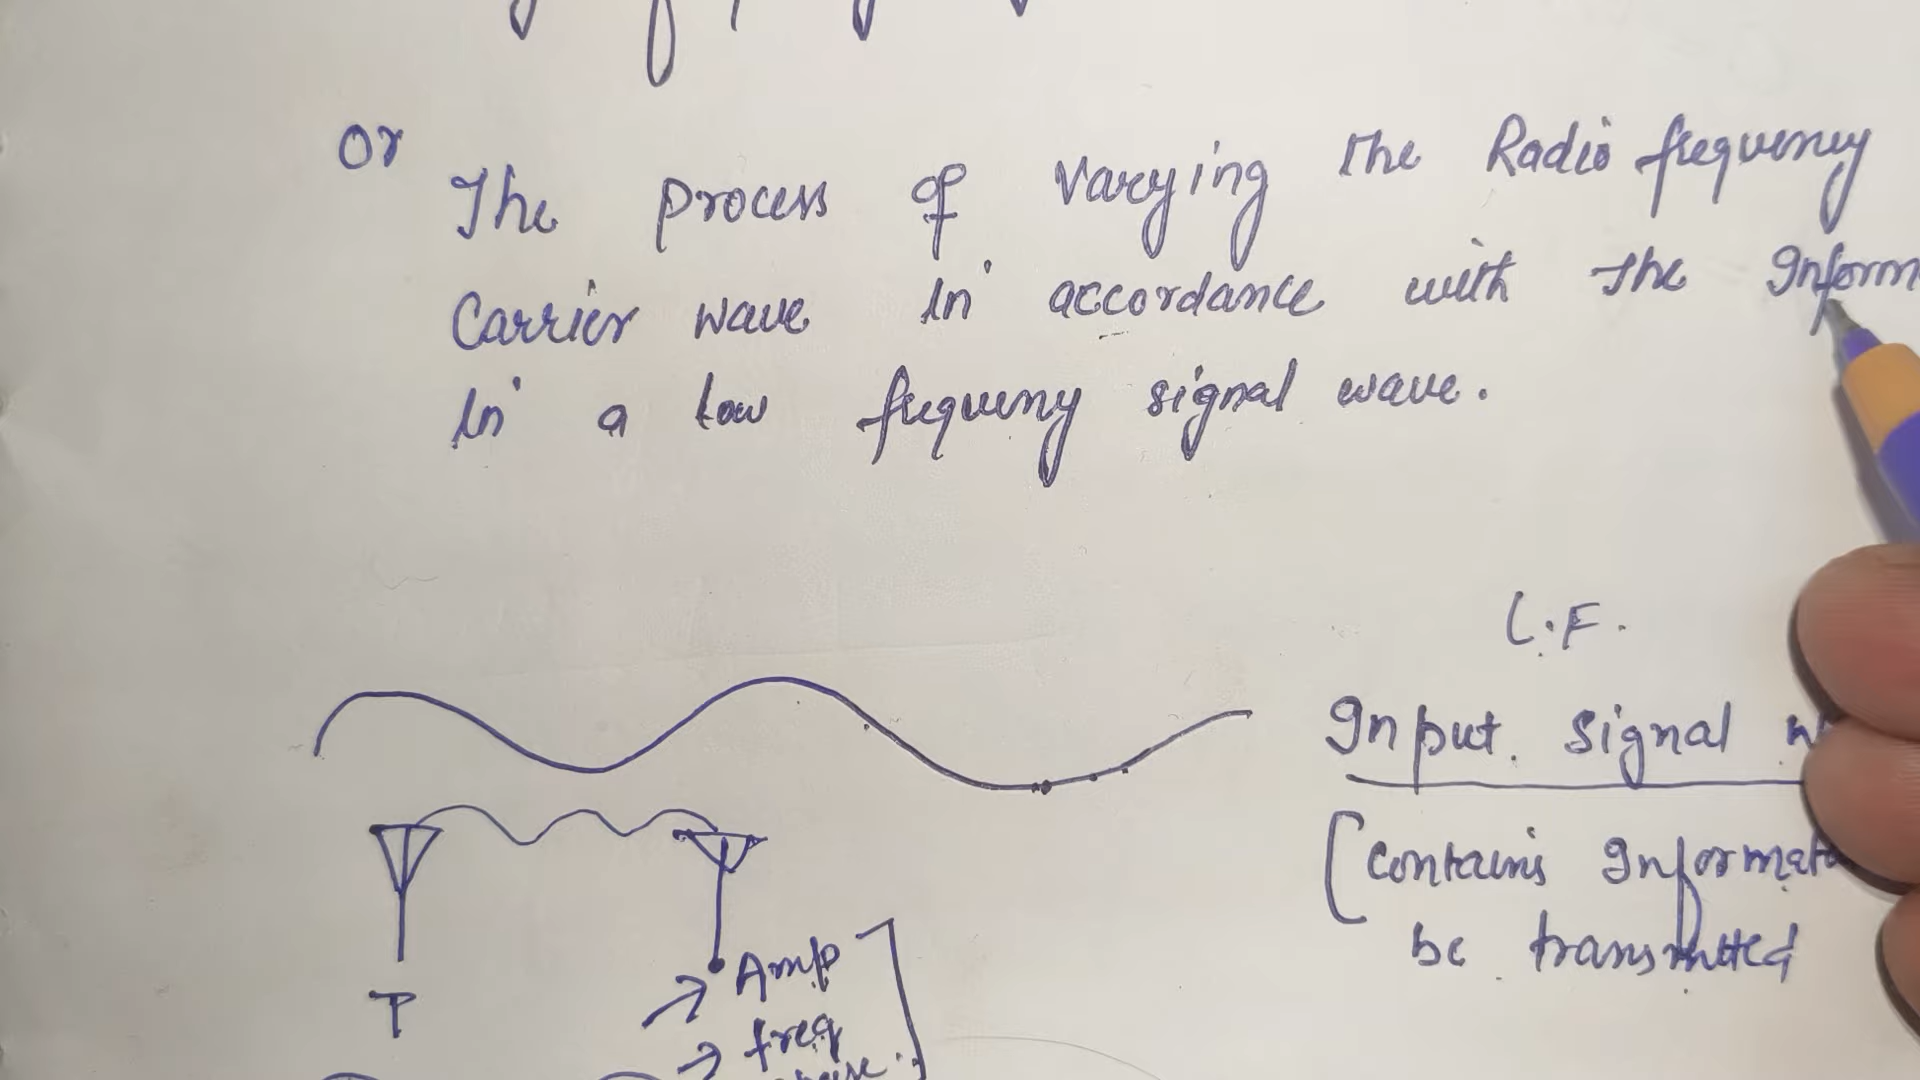 or
The process of varying the Radio frequency
Carrier wave in accordance with the Inform
in a low frequeny signal wave.
L.F.
Input signal
[contains Informat
be transmitted
Amp
T
freq